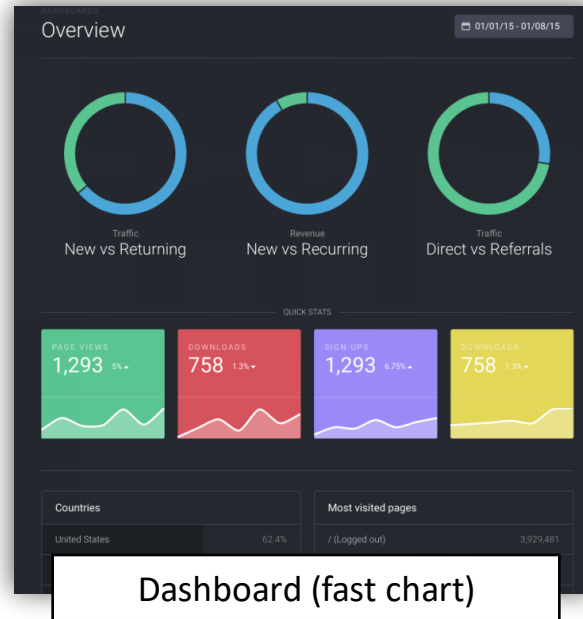 DASHBOARDS
Overview
01/01/15 - 01/08/15
Traffic
New vs Returning
Revenue
New vs Recurring
Traffic
Direct vs Referrals
QUICK STATS
PAGE VIEWS
1,293 5%
DOWNLOADS
758 1.3%
SIGN-UPS
1,293 6.75%
DOWNLOADS
758 1.3%
Countries
United States 62.4%
Most visited pages
/ (Logged out) 3,929,481
Dashboard (fast chart)